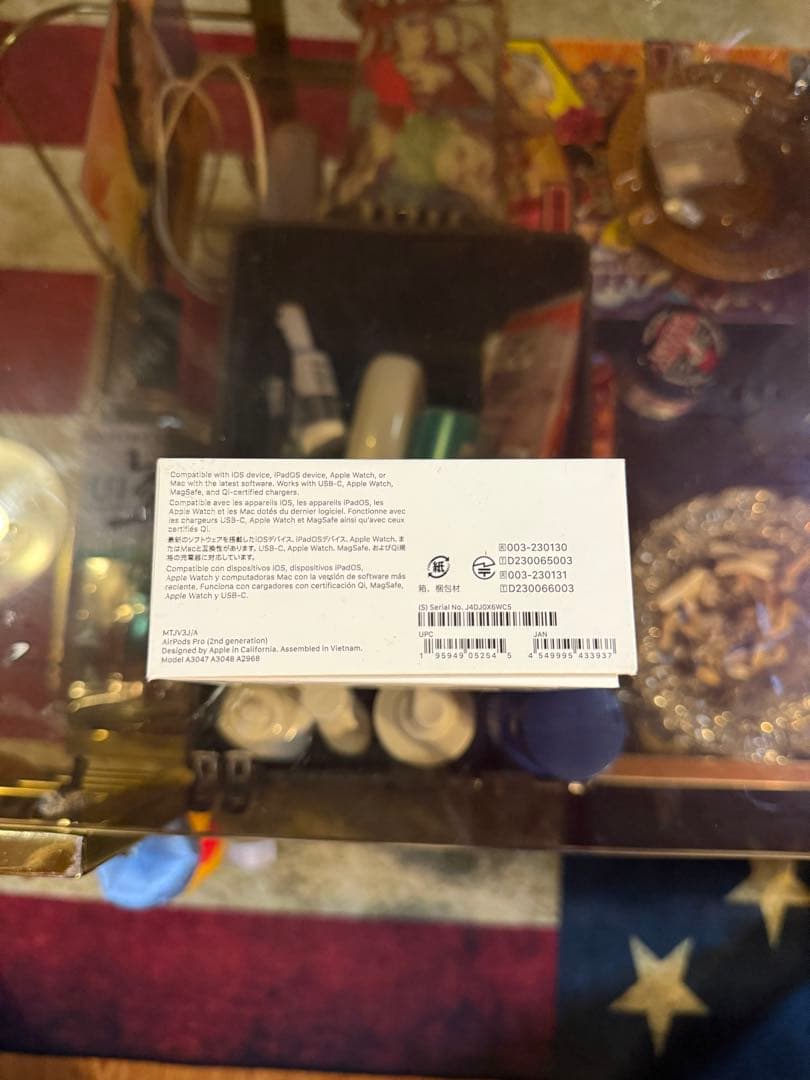 Compatible with iOS device, iPadOS device, Apple Watch, or
Mac with the latest software. Works with USB-C, Apple Watch,
MagSafe, and Qi-certified chargers.
Compatible avec les appareils iOS, les appareils iPadOS, les
Apple Watch et les Mac dotés du dernier logiciel. Fonctionne avec
les chargeurs USB-C, Apple Watch et MagSafe ainsi qu'avec ceux
certifiés Qi.
最新のソフトウェアを搭載したiOSデバイス、iPadOSデバイス、Apple Watch、ま
たはMacと互換性があります。USB-C、Apple Watch、MagSafe、およびQi規
格の充電器に対応しています。
Compatible con dispositivos iOS, dispositivos iPadOS,
Apple Watch y computadoras Mac con la versión de software más
reciente. Funciona con cargadores con certificación Qi, MagSafe,
Apple Watch y USB-C.
MTJV3J/A
AirPods Pro (2nd generation)
Designed by Apple in California. Assembled in Vietnam.
Model A3047 A3048 A2968
紙
箱、梱包材
R 003-230130
T D230065003
R 003-230131
T D230066003
(S) Serial No. J4DJ0X6WC5
UPC
1 95949 05254 5
JAN
4 549995 433937